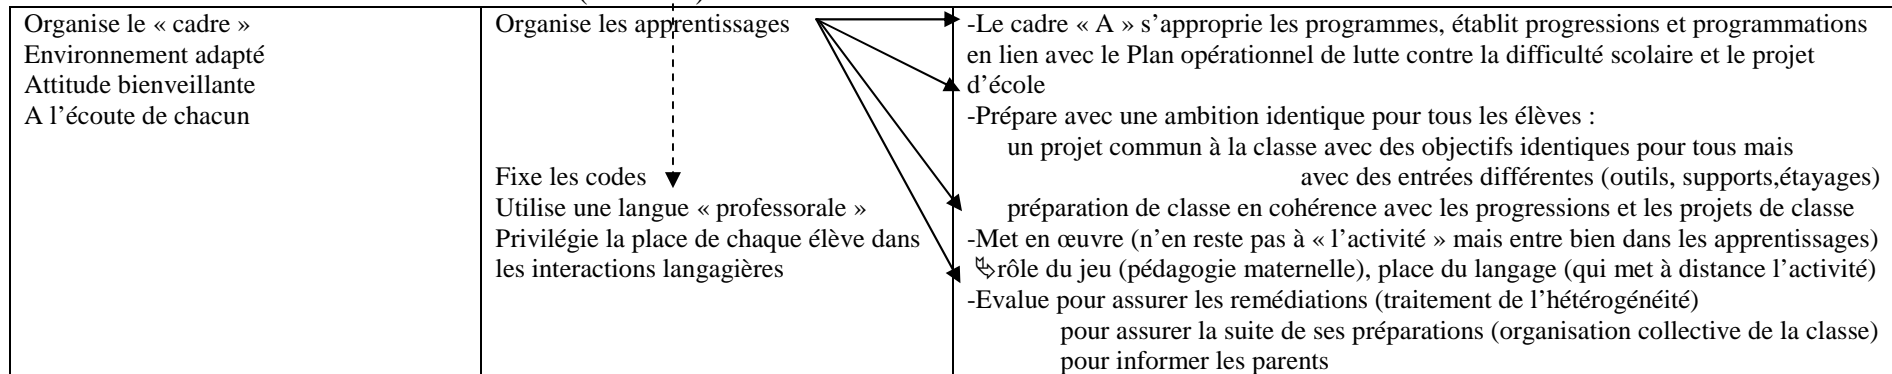 Organise le « cadre »
Environnement adapté
Attitude bienveillante
A l’écoute de chacun
Organise les apprentissages
Fixe les codes
Utilise une langue « professorale »
Privilégie la place de chaque élève dans
les interactions langagières
-Le cadre « A » s’approprie les programmes, établit progressions et programmations
en lien avec le Plan opérationnel de lutte contre la difficulté scolaire et le projet
d’école
-Prépare avec une ambition identique pour tous les élèves :
un projet commun à la classe avec des objectifs identiques pour tous mais
avec des entrées différentes (outils, supports,étayages)
préparation de classe en cohérence avec les progressions et les projets de classe
-Met en œuvre (n’en reste pas à « l’activité » mais entre bien dans les apprentissages)
rôle du jeu (pédagogie maternelle), place du langage (qui met à distance l’activité)
-Evalue pour assurer les remédiations (traitement de l’hétérogénéité)
pour assurer la suite de ses préparations (organisation collective de la classe)
pour informer les parents